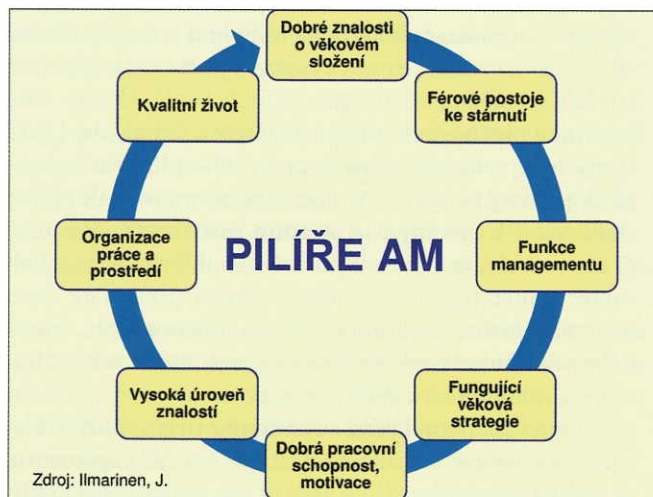 Dobré znalosti
o věkovém
složení
Férové postoje
ke stárnutí
Funkce
managementu
Fungující
věková
strategie
Dobrá pracovní
schopnost,
motivace
Vysoká úroveň
znalostí
Organizace
práce a
prostředí
Kvalitní život
PILÍŘE AM
Zdroj: Ilmarinen, J.